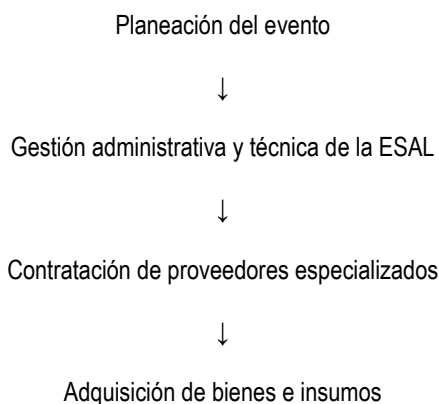 Planeación del evento
↓
Gestión administrativa y técnica de la ESAL
↓
Contratación de proveedores especializados
↓
Adquisición de bienes e insumos